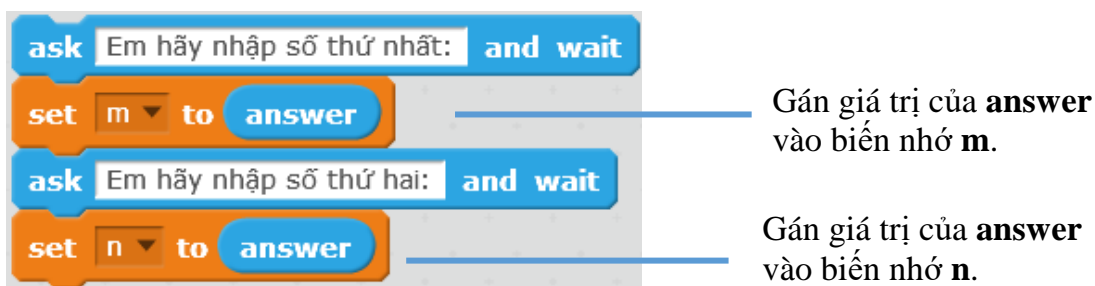 ask Em hãy nhập số thứ nhất: and wait
set m to answer
Gán giá trị của answer
vào biến nhớ m.
ask Em hãy nhập số thứ hai: and wait
set n to answer
Gán giá trị của answer
vào biến nhớ n.